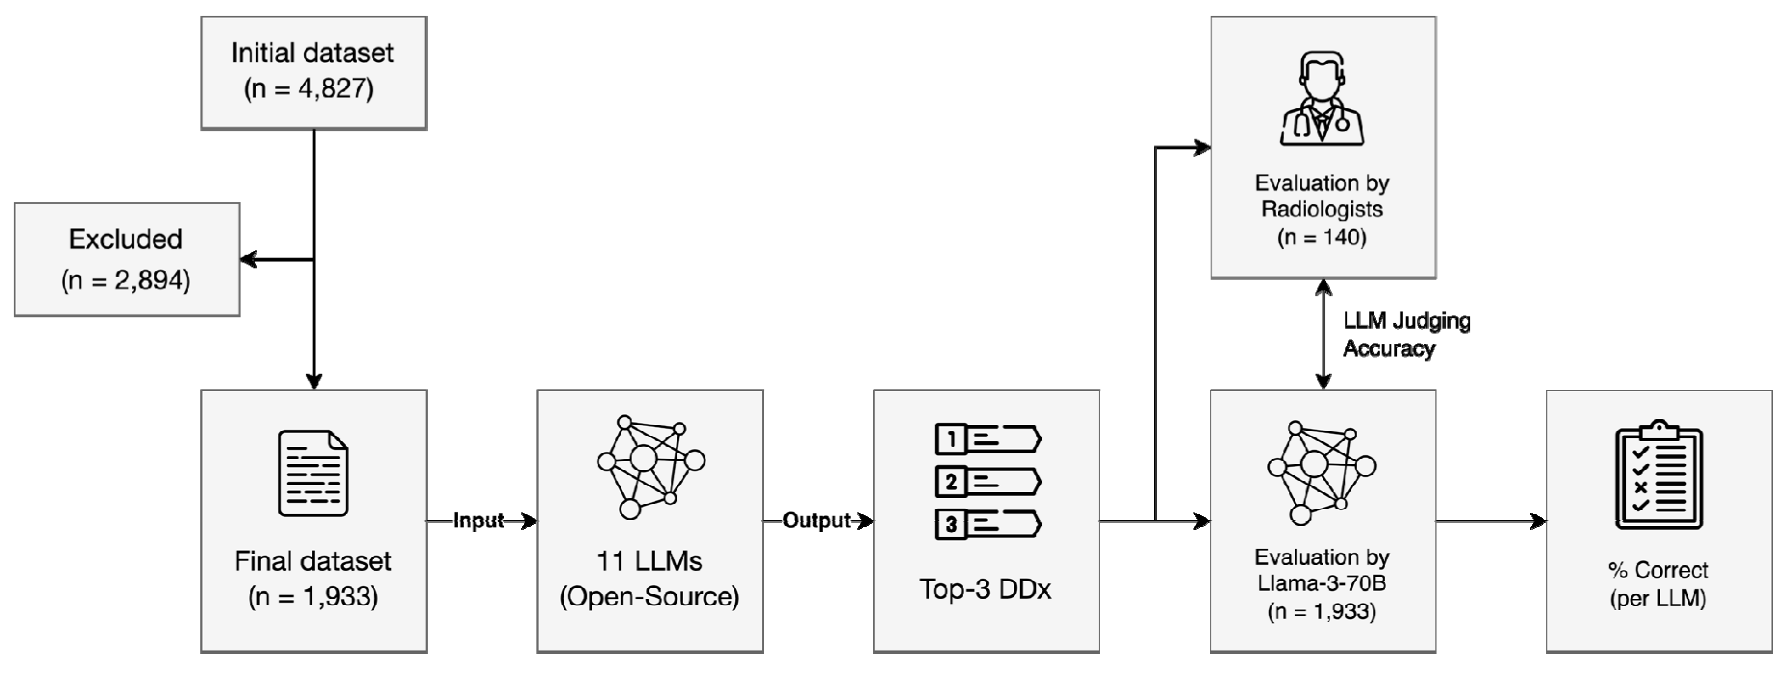 Initial dataset
(n = 4,827)
Excluded
(n = 2,894)
Final dataset
(n = 1,933)
Input
11 LLMs
(Open-Source)
Output
1
2
3
Top-3 DDx
Evaluation by
Radiologists
(n = 140)
LLM Judging
Accuracy
Evaluation by
Llama-3-70B
(n = 1,933)
% Correct
(per LLM)